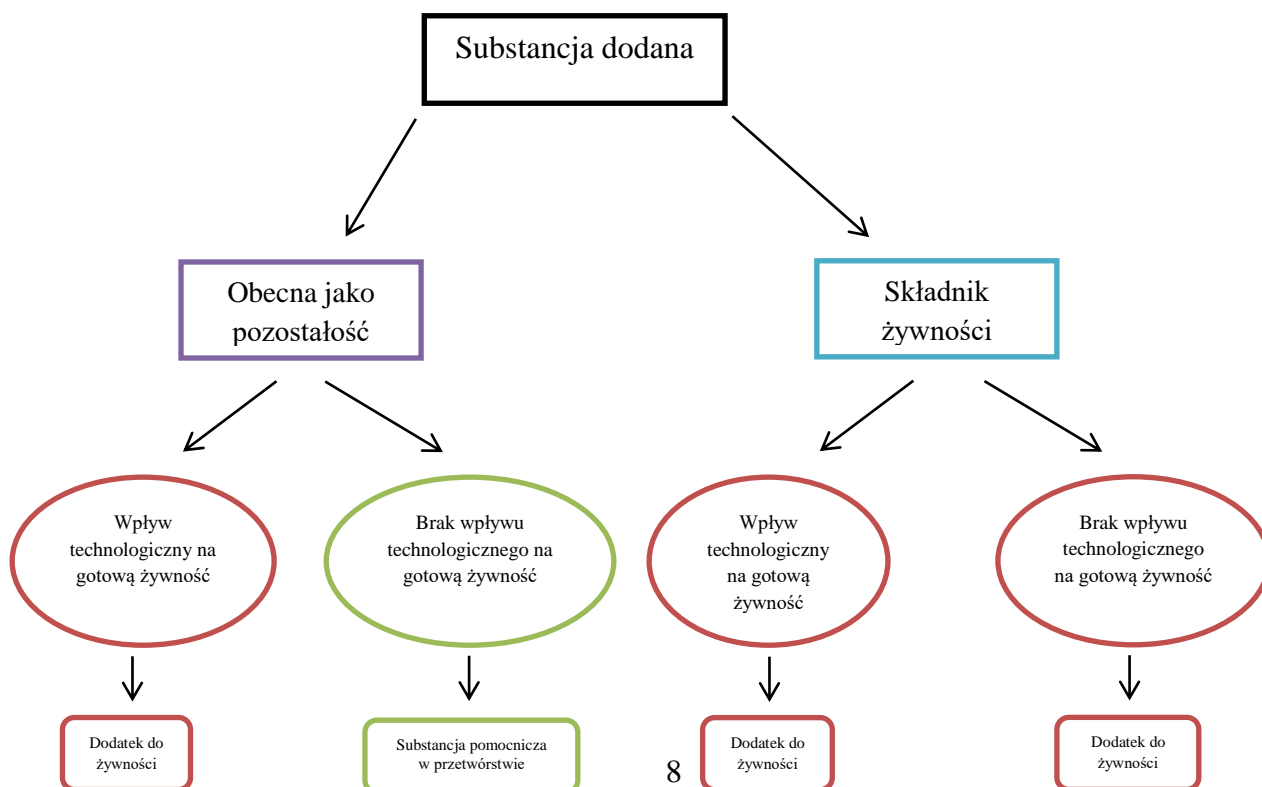 Substancja dodana
Obecna jako
pozostałość
Składnik
żywności
Wpływ
technologiczny na
gotową żywność
Brak wpływu
technologicznego na
gotową żywność
Wpływ
technologiczny
na gotową
żywność
Brak wpływu
technologicznego
na gotową żywność
Dodatek do
żywności
Substancja pomocnicza
w przetwórstwie
Dodatek do
żywności
Dodatek do
żywności
8